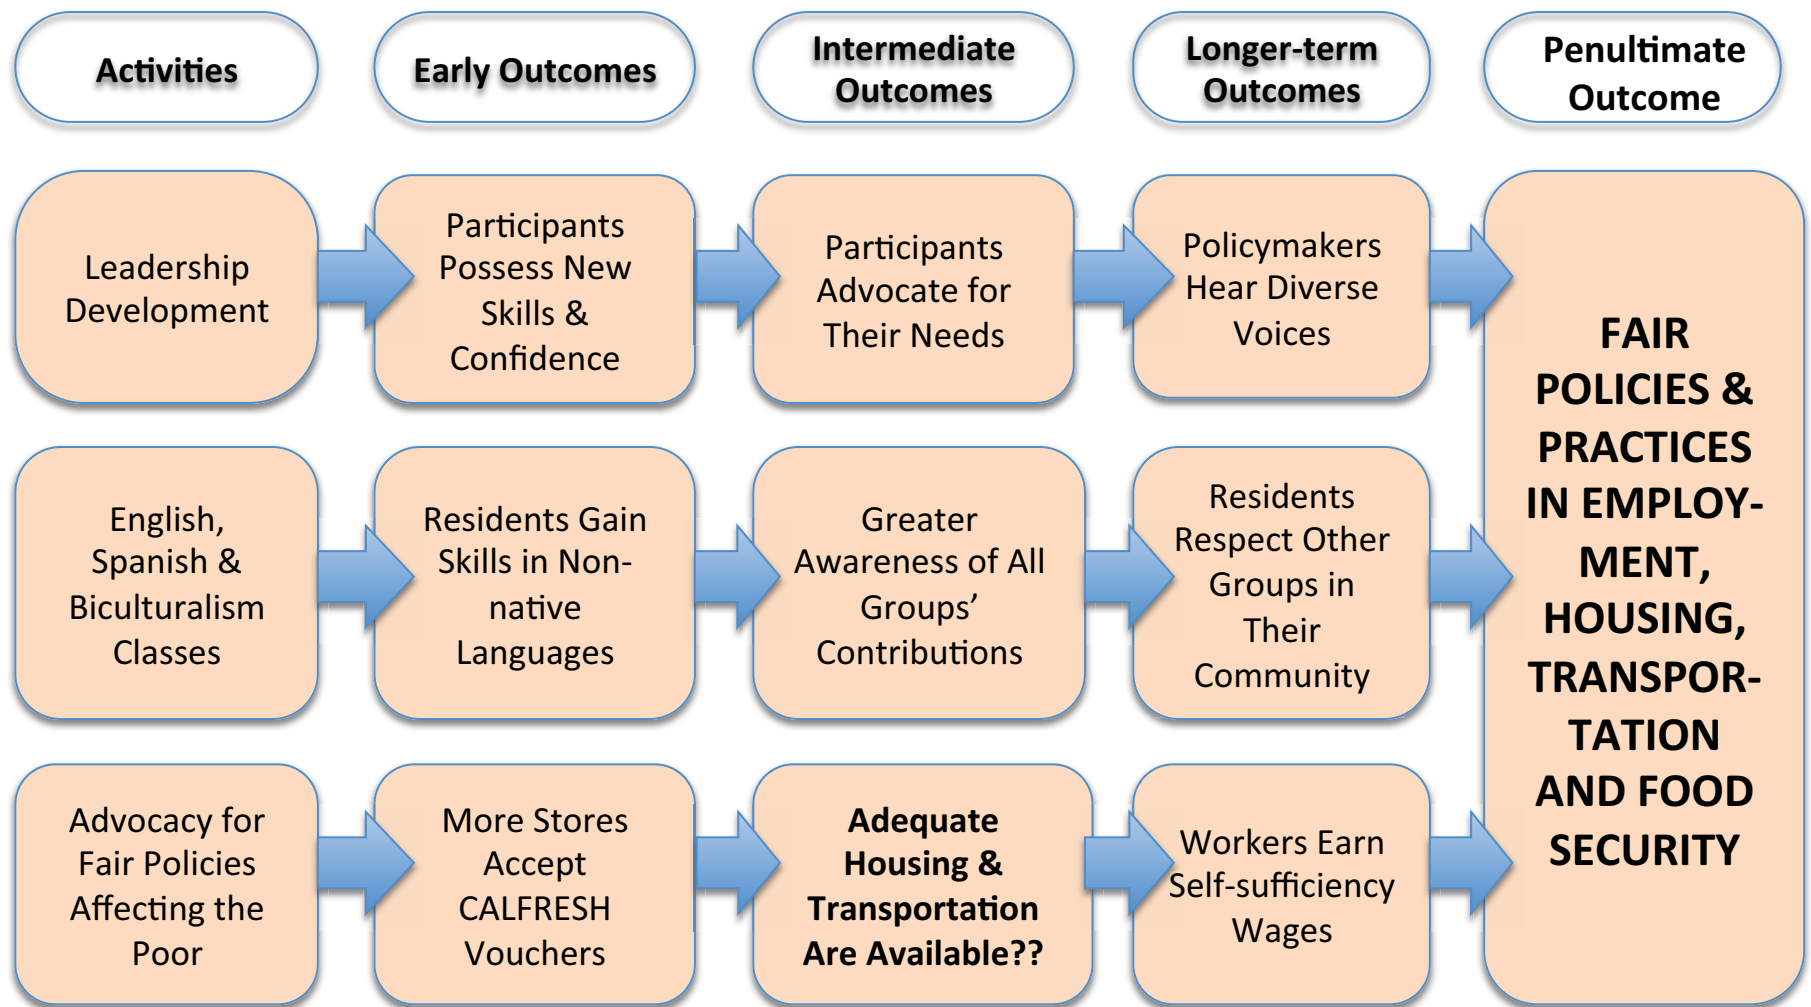 Activities
Early Outcomes
Intermediate
Outcomes
Longer-term
Outcomes
Penultimate
Outcome
Leadership
Development
Participants
Possess New
Skills &
Confidence
Participants
Advocate for
Their Needs
Policymakers
Hear Diverse
Voices
English,
Spanish &
Biculturalism
Classes
Residents Gain
Skills in Non-
native
Languages
Greater
Awareness of All
Groups’
Contributions
Residents
Respect Other
Groups in
Their
Community
Advocacy for
Fair Policies
Affecting the
Poor
More Stores
Accept
CALFRESH
Vouchers
Adequate
Housing &
Transportation
Are Available??
Workers Earn
Self-sufficiency
Wages
FAIR
POLICIES &
PRACTICES
IN EMPLOY-
MENT,
HOUSING,
TRANSPOR-
TATION
AND FOOD
SECURITY